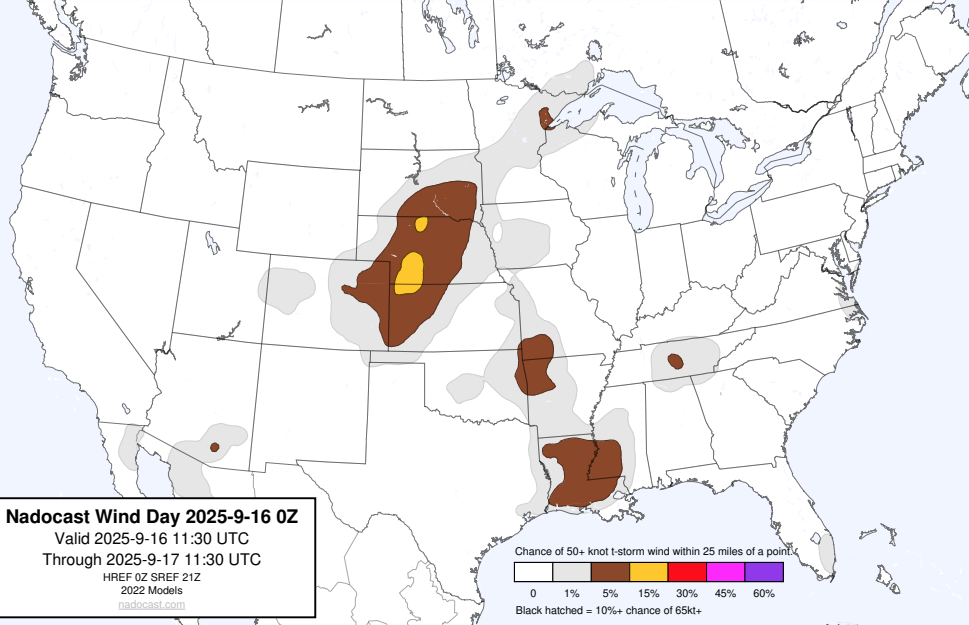 Nadocast Wind Day 2025-9-16 0Z
Valid 2025-9-16 11:30 UTC
Through 2025-9-17 11:30 UTC
HREF 0Z SREF 21Z
2022 Models
nadocast.com
Chance of 50+ knot t-storm wind within 25 miles of a point.
0 1% 5% 15% 30% 45% 60%
Black hatched = 10%+ chance of 65kt+